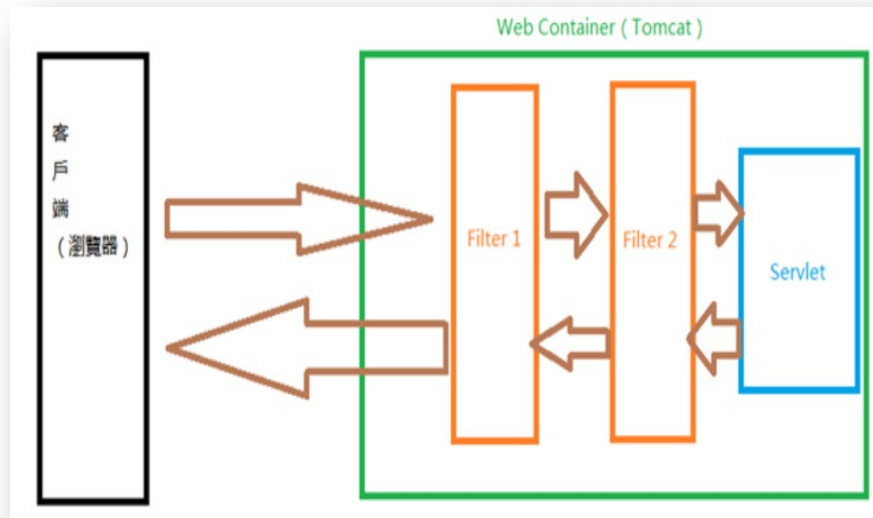 Web Container ( Tomcat )
客
戶
端
（瀏覽器）
Filter 1
Filter 2
Servlet